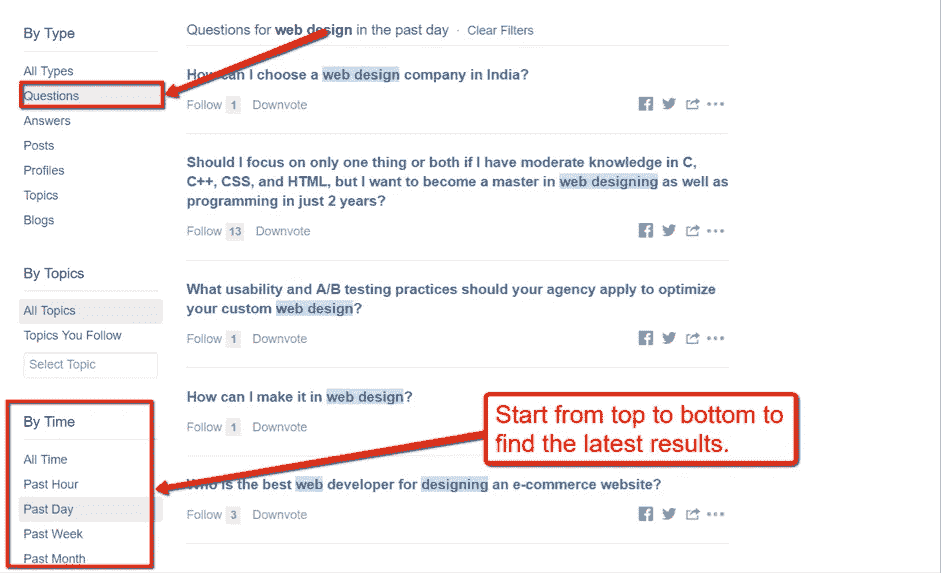 By Type
All Types
Questions
Answers
Posts
Profiles
Topics
Blogs
By Topics
All Topics
Topics You Follow
Select Topic
By Time
All Time
Past Hour
Past Day
Past Week
Past Month
Questions for web design in the past day · Clear Filters
How can I choose a web design company in India?
Follow 1 Downvote
Should I focus on only one thing or both if I have moderate knowledge in C,
C++, CSS, and HTML, but I want to become a master in web designing as well as
programming in just 2 years?
Follow 13 Downvote
What usability and A/B testing practices should your agency apply to optimize
your custom web design?
Follow 1 Downvote
How can I make it in web design?
Follow 1 Downvote
Who is the best web developer for designing an e-commerce website?
Follow 3 Downvote
Start from top to bottom to
find the latest results.